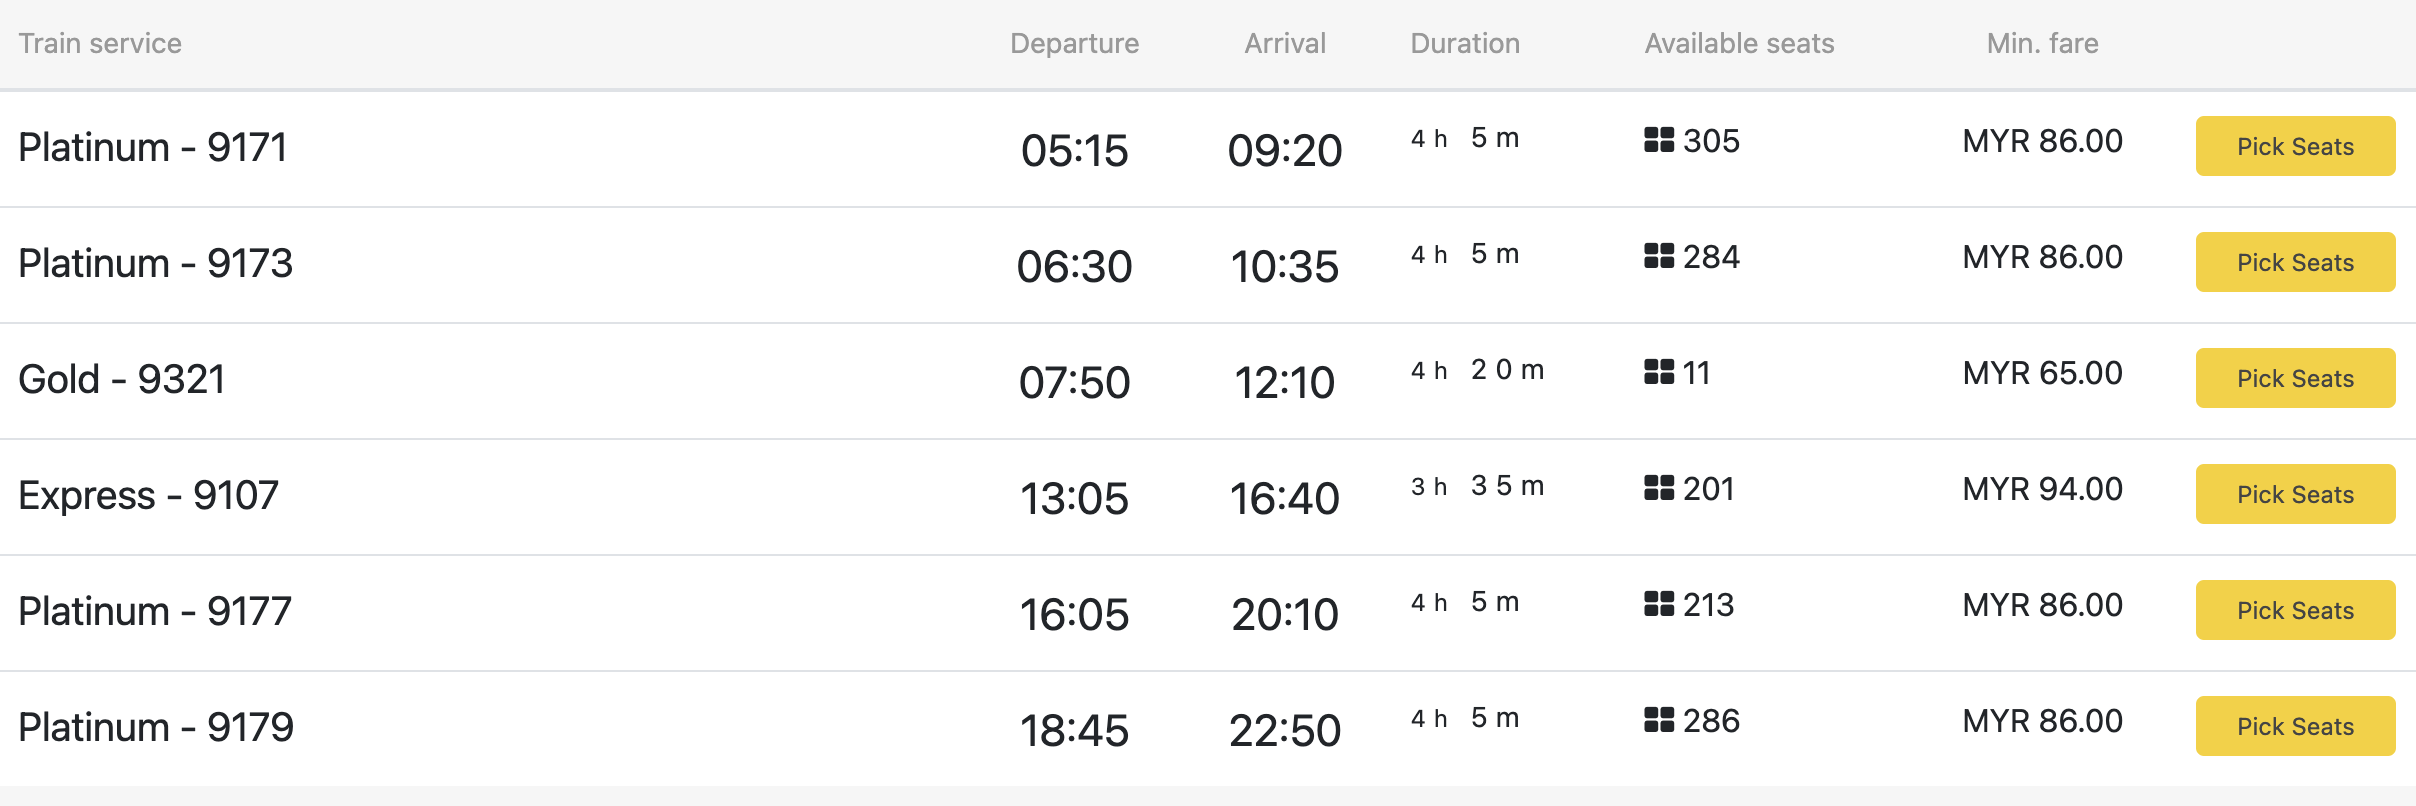 Train service Departure Arrival Duration Available seats Min. fare
Platinum - 9171 05:15 09:20 4 h 5 m 305 MYR 86.00 Pick Seats
Platinum - 9173 06:30 10:35 4 h 5 m 284 MYR 86.00 Pick Seats
Gold - 9321 07:50 12:10 4 h 20 m 11 MYR 65.00 Pick Seats
Express - 9107 13:05 16:40 3 h 35 m 201 MYR 94.00 Pick Seats
Platinum - 9177 16:05 20:10 4 h 5 m 213 MYR 86.00 Pick Seats
Platinum - 9179 18:45 22:50 4 h 5 m 286 MYR 86.00 Pick Seats